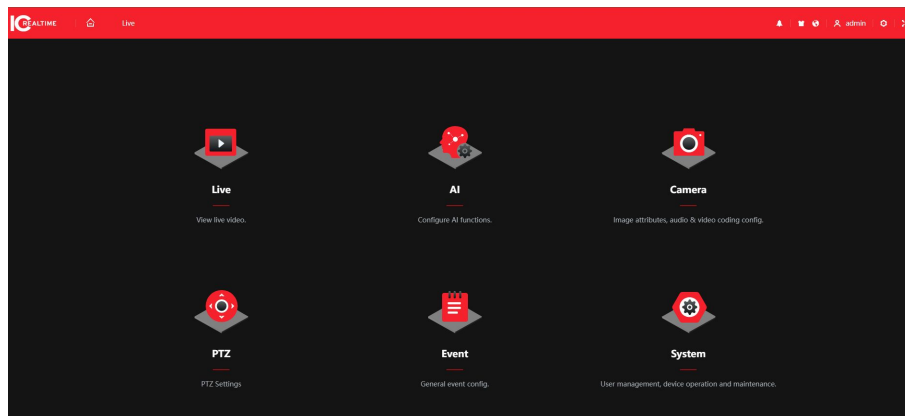 IC REALTIME Live admin
Live AI Camera
View live video. Configure AI functions. Image attributes, audio & video coding config.
PTZ Event System
PTZ Settings General event config. User management, device operation and maintenance.